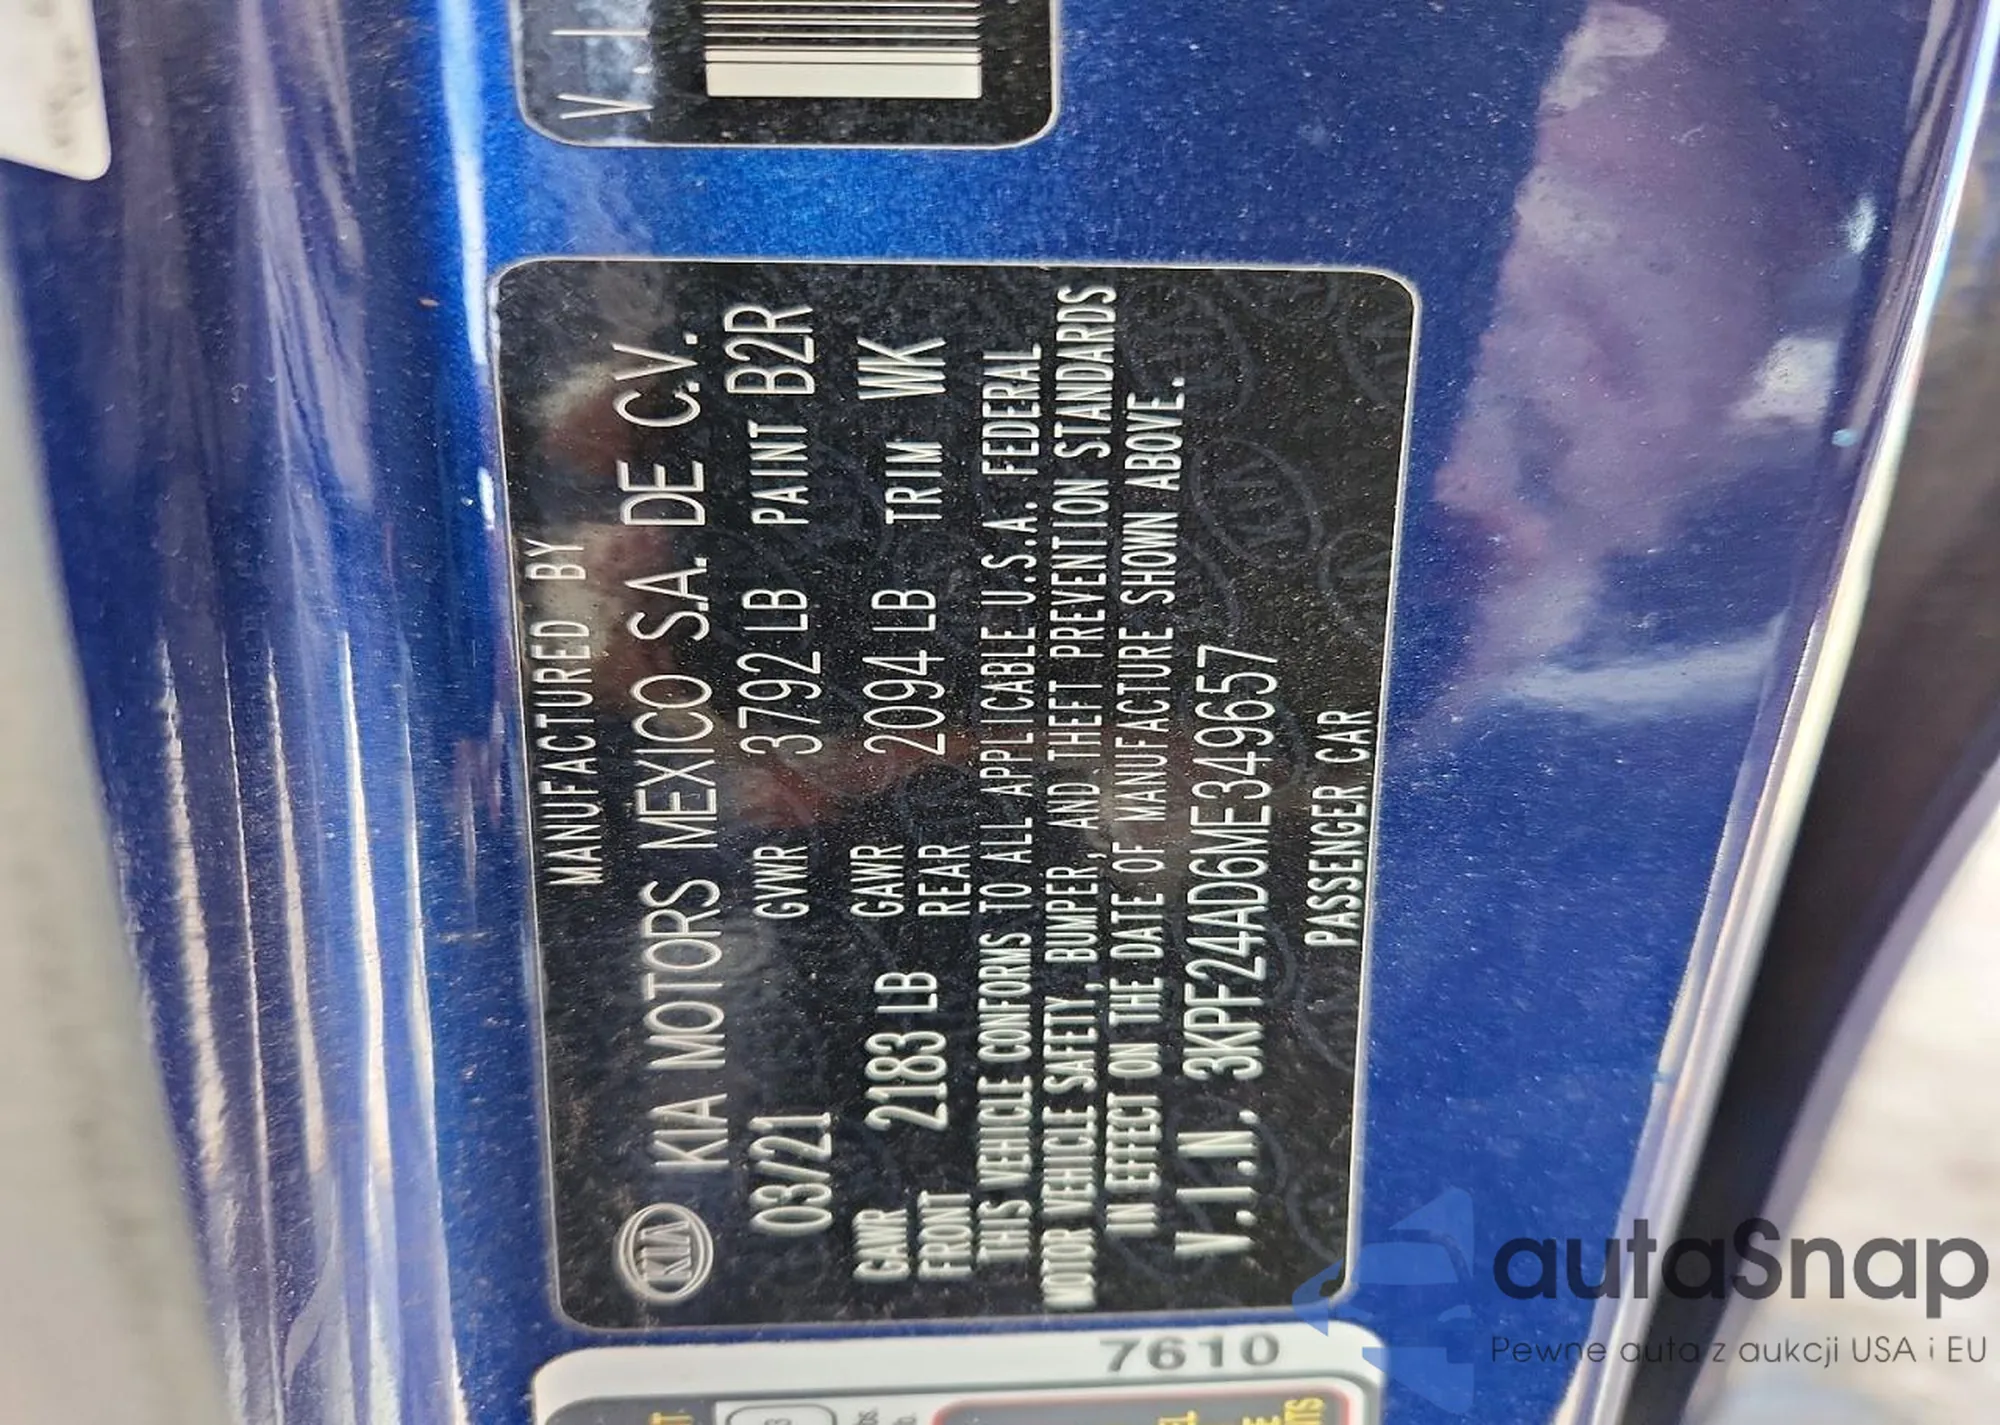 V.I
MANUFACTURED BY
KIA KIA MOTORS MEXICO S.A. DE C.V.
03/21 GVWR 3792 LB PAINT B2R
GAWR FRONT 2183 LB GAWR REAR 2094 LB TRIM WK
THIS VEHICLE CONFORMS TO ALL APPLICABLE U.S.A. FEDERAL
MOTOR VEHICLE SAFETY, BUMPER, AND THEFT PREVENTION STANDARDS
IN EFFECT ON THE DATE OF MANUFACTURE SHOWN ABOVE.
V.I.N. 3KPF24AD6ME349657
PASSENGER CAR
7610
autaSnap
Pewne auta z aukcji USA i EU